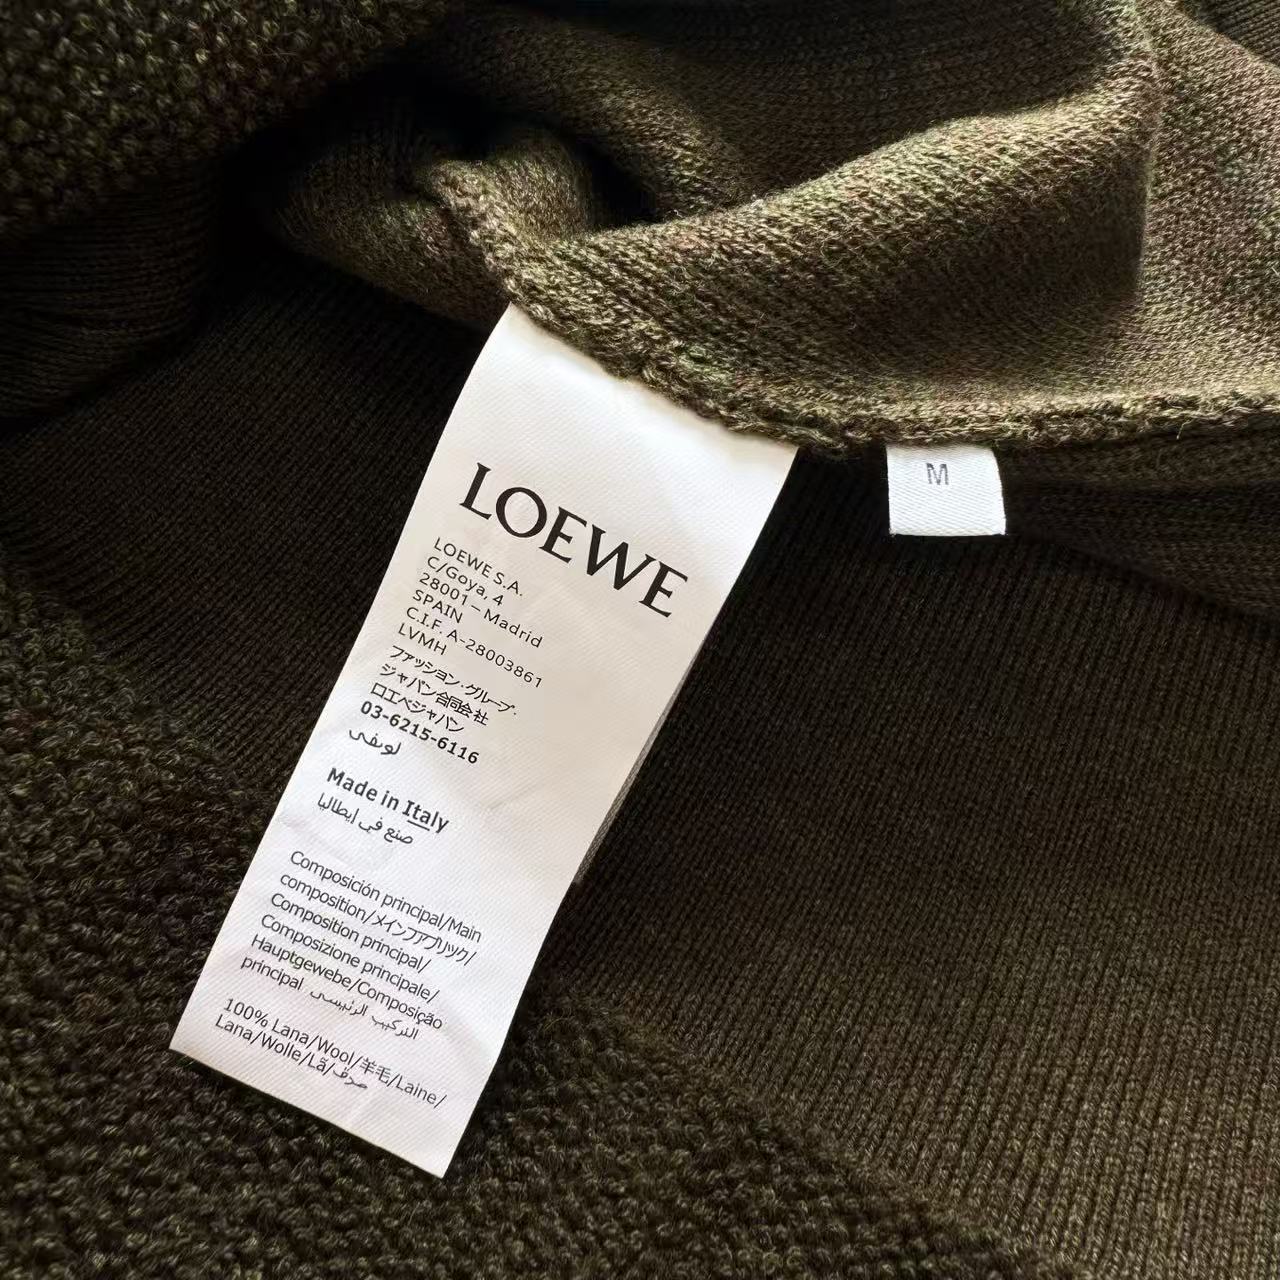 LOEWE
LOEWE S.A.
C/Goya, 4
28001 – Madrid
SPAIN
C.I.F. A-28003861
LVMH
ファッション・グループ・
ジャパン合同会社
ロエベジャパン
03-6215-6116
لويفي
Made in Italy
صنع في إيطاليا
Composición principal/Main
composition/メインファブリック/
Composition principal/
Composizione principale/
Hauptgewebe/Composição
principal التركيب الرئيسي
100% Lana/Wool/羊毛/Laine/
Lana/Wolle/Lã/صوف
M